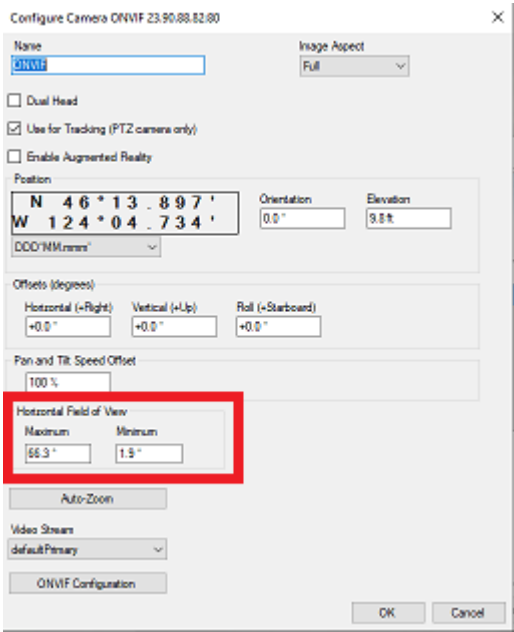 Configure Camera ONVIF 23.90.88.82:80
Name
Image Aspect
ONVIF
Full
Dual Head
Use for Tracking (PTZ camera only)
Enable Augmented Reality
Position
N 46°13.897'
W 124°04.734'
Orientation
Elevation
0.0°
9.8 ft
DDD°MM.mmm'
Offsets (degrees)
Horizontal (+Right)
Vertical (+Up)
Roll (+Starboard)
+0.0°
+0.0°
+0.0°
Pan and Tilt Speed Offset
100 %
Horizontal Field of View
Maximum
Minimum
66.3°
1.9°
Auto-Zoom
Video Stream
defaultPrimary
ONVIF Configuration
OK
Cancel